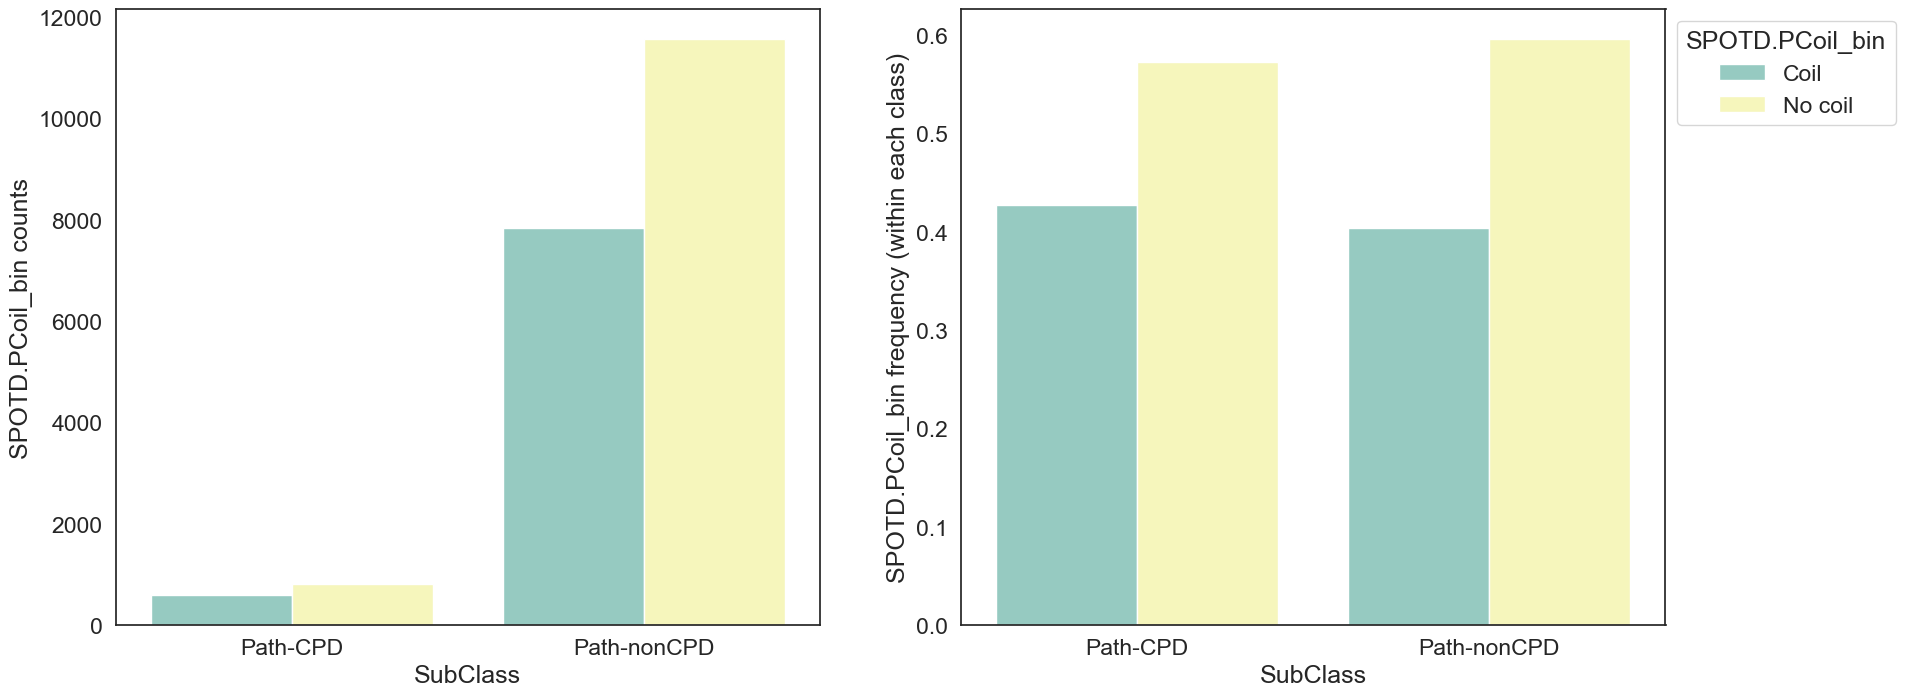 SPOTD.PCoil_bin counts
12000
10000
8000
6000
4000
2000
0
Path-CPD
Path-nonCPD
SubClass
SPOTD.PCoil_bin frequency (within each class)
0.6
0.5
0.4
0.3
0.2
0.1
0.0
Path-CPD
Path-nonCPD
SubClass
SPOTD.PCoil_bin
Coil
No coil